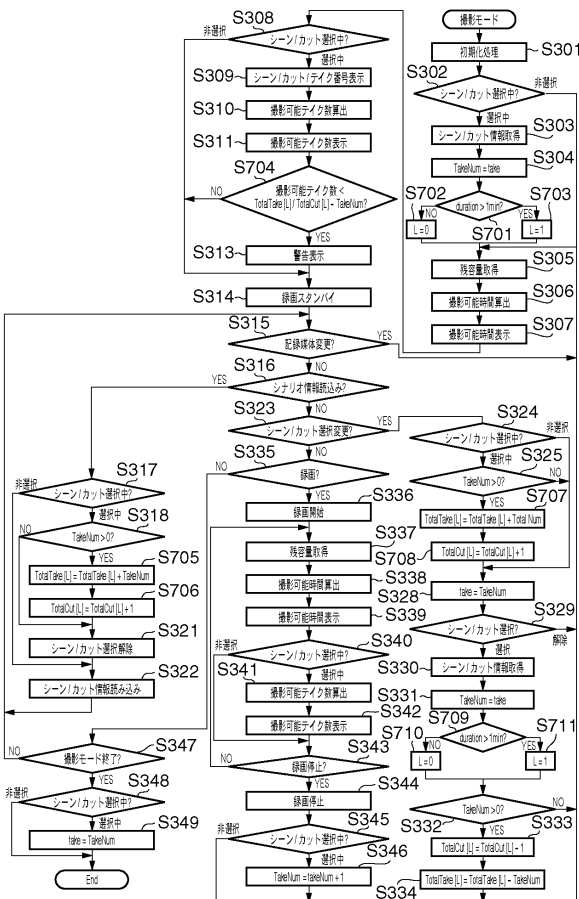 撮影モード
S301
初期化処理
S302
シーン/カット選択中?
非選択
選択中
S303
シーン/カット情報取得
S304
TakeNum=take
S702
S703
duration>1min?
NO
YES
L=0
S701
L=1
S305
残容量取得
S306
撮影可能時間算出
S307
撮影可能時間表示
S308
非選択
シーン/カット選択中?
選択中
S309
シーン/カット/テイク番号表示
S310
撮影可能テイク数算出
S311
撮影可能テイク数表示
S704
NO
撮影可能テイク数<
TotalTake[L]/TotalCut[L]-TakeNum?
YES
S313
警告表示
S314
録画スタンバイ
S315
記録媒体変更?
YES
NO
S316
YES
シナリオ情報読込み?
NO
S323
シーン/カット選択変更?
YES
NO
S335
NO
録画?
YES
S336
録画開始
S337
残容量取得
S338
撮影可能時間算出
S339
撮影可能時間表示
S340
非選択
シーン/カット選択中?
選択中
S341
撮影可能テイク数算出
S342
撮影可能テイク数表示
S343
NO
録画停止?
YES
S344
録画停止
S345
非選択
シーン/カット選択中?
選択中
S346
TakeNum=takeNum+1
S317
非選択
シーン/カット選択中?
選択中
S318
NO
TakeNum>0?
YES
S705
TotalTake[L]=TotalTake[L]+TakeNum
S706
TotalCut[L]=TotalCut[L]+1
S321
シーン/カット選択解除
S322
シーン/カット情報読み込み
S347
NO
撮影モード終了?
YES
S348
非選択
シーン/カット選択中?
選択中
S349
take=TakeNum
End
S324
非選択
シーン/カット選択中?
選択中
S325
TakeNum>0?
NO
YES
S707
TotalTake[L]=TotalTake[L]+Total Num
S708
TotalCut[L]=TotalCut[L]+1
S328
take=TakeNum
S329
シーン/カット選択?
解除
選択
S330
シーン/カット情報取得
S331
TakeNum=take
S709
S710
S711
duration>1min?
NO
YES
L=0
L=1
TakeNum>0?
NO
S332
YES
S333
TotalCut[L]=TotalCut[L]-1
S334
TotalTake[L]=TotalTake[L]-TakeNum